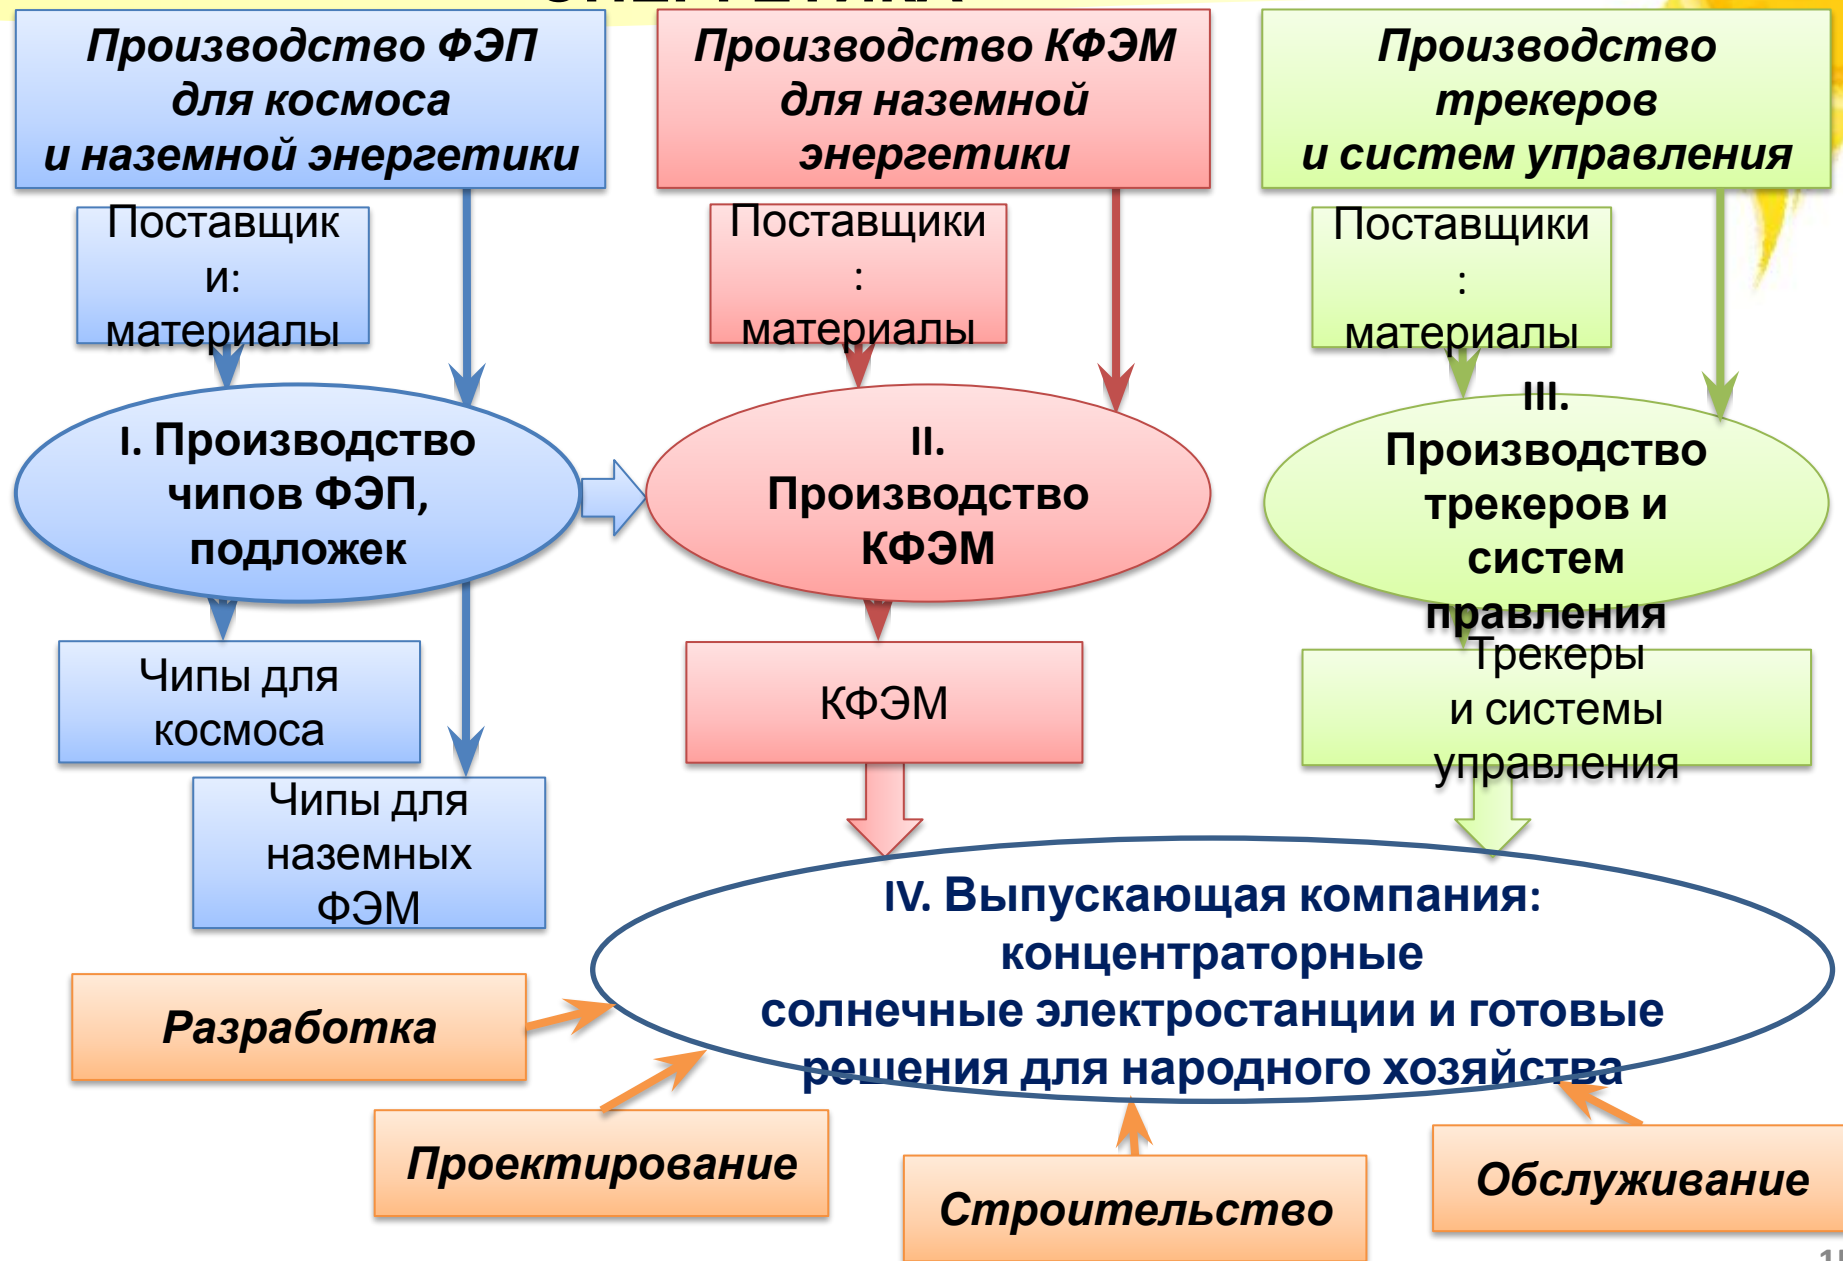 Производство ФЭП
для космоса
и наземной энергетики
Производство КФЭМ
для наземной
энергетики
Производство
трекеров
и систем управления
Поставщик
и:
материалы
Поставщики
:
материалы
Поставщики
:
материалы
I. Производство
чипов ФЭП,
подложек
II.
Производство
КФЭМ
III.
Производство
трекеров и
систем
правления
Чипы для
космоса
КФЭМ
Трекеры
и системы
управления
Чипы для
наземных
ФЭМ
IV. Выпускающая компания:
концентраторные
солнечные электростанции и готовые
решения для народного хозяйства
Разработка
Проектирование
Строительство
Обслуживание